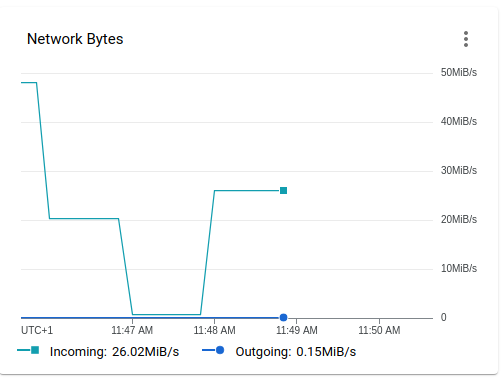 Network Bytes
50MiB/s
40MiB/s
30MiB/s
20MiB/s
10MiB/s
0
UTC+1 11:47 AM 11:48 AM 11:49 AM 11:50 AM
Incoming: 26.02MiB/s Outgoing: 0.15MiB/s